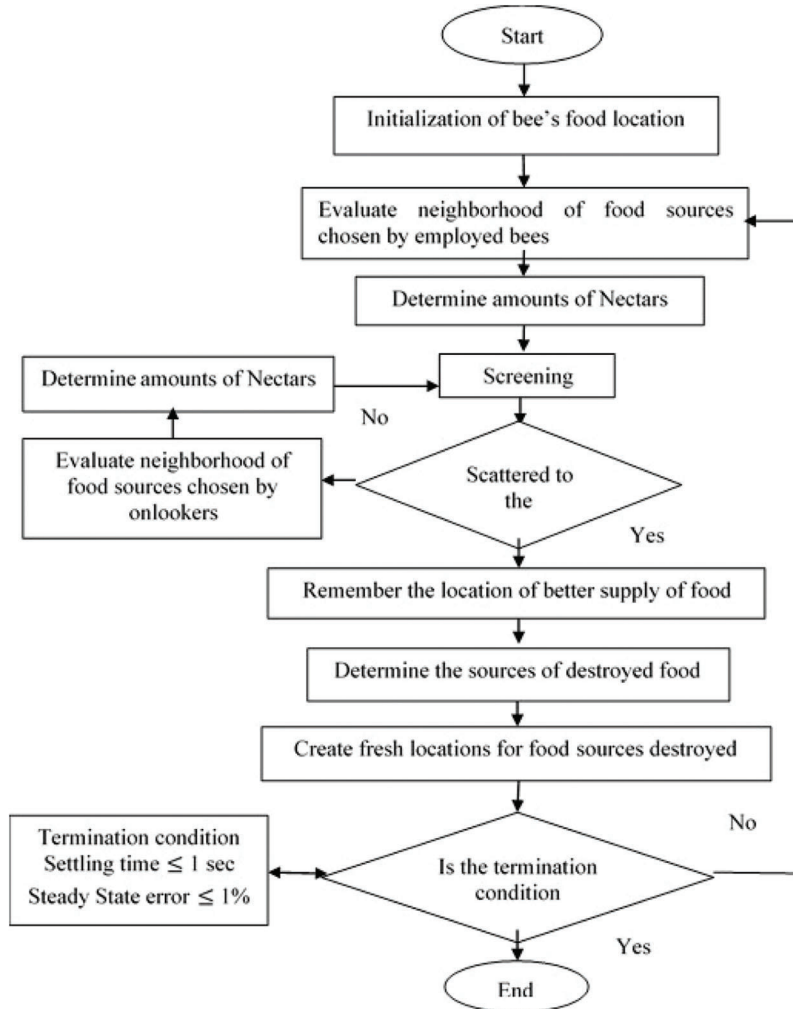 Start
Initialization of bee's food location
Evaluate neighborhood of food sources
chosen by employed bees
Determine amounts of Nectars
Determine amounts of Nectars
Screening
No
Evaluate neighborhood of
food sources chosen by
onlookers
Scattered to
the
Yes
Remember the location of better supply of food
Determine the sources of destroyed food
Create fresh locations for food sources destroyed
Termination condition
Settling time ≤ 1 sec
Steady State error ≤ 1%
No
Is the termination
condition
Yes
End